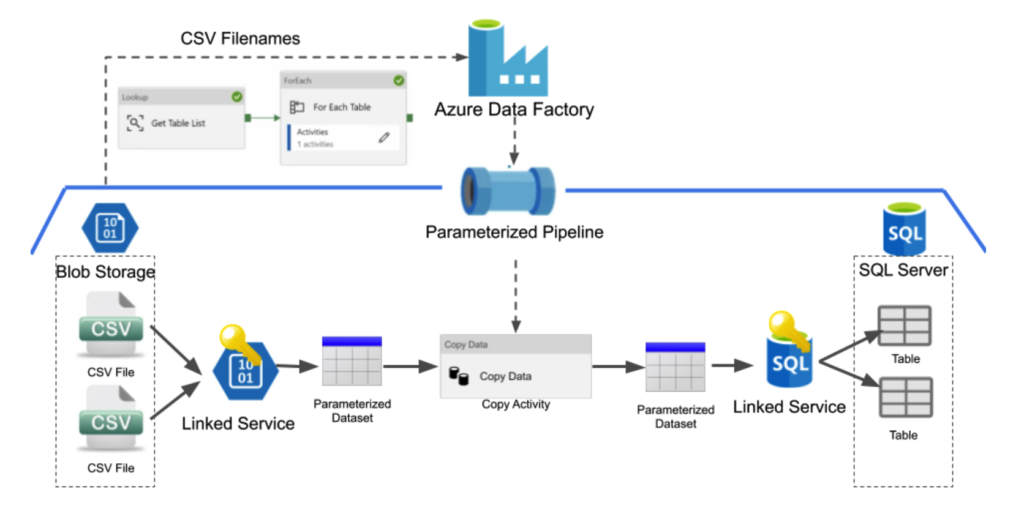 CSV Filenames
Lookup
Get Table List
ForEach
For Each Table
Activities
1 activities
Azure Data Factory
Parameterized Pipeline
10
01
Blob Storage
CSV
CSV File
CSV
CSV File
10
01
Linked Service
Parameterized
Dataset
Copy Data
Copy Data
Copy Activity
Parameterized
Dataset
SQL
Linked Service
SQL
SQL Server
Table
Table